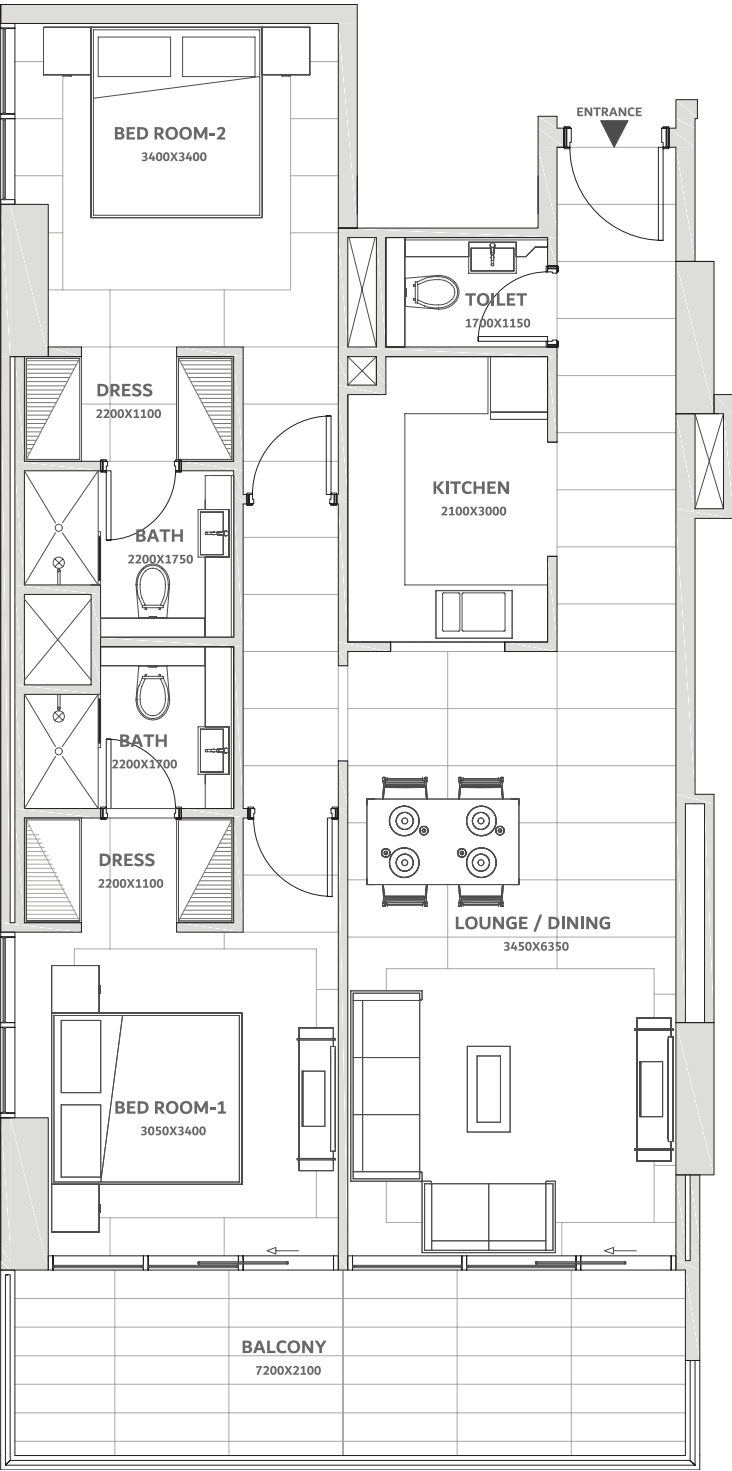 ENTRANCE
BED ROOM-2
3400X3400
TOILET
1700X1150
DRESS
2200X1100
KITCHEN
2100X3000
BATH
2200X1750
BATH
2200X1700
DRESS
2200X1100
LOUNGE / DINING
3450X6350
BED ROOM-1
3050X3400
BALCONY
7200X2100